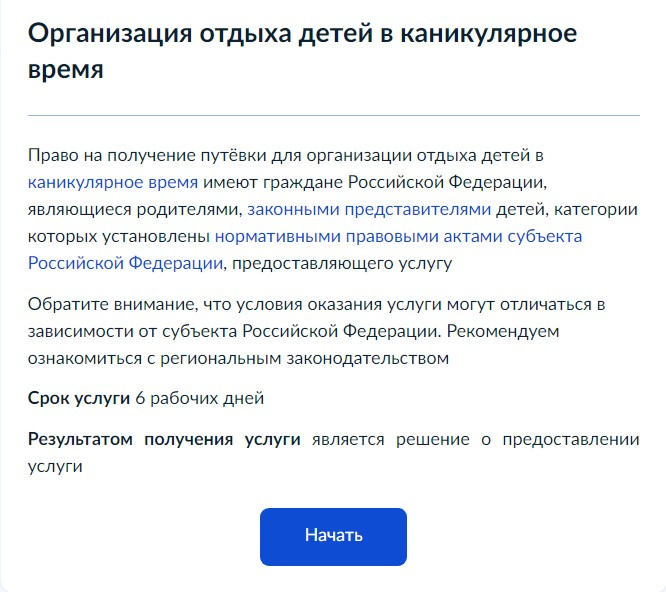 Организация отдыха детей в каникулярное
время
Право на получение путёвки для организации отдыха детей в
каникулярное время имеют граждане Российской Федерации,
являющиеся родителями, законными представителями детей, категории
которых установлены нормативными правовыми актами субъекта
Российской Федерации, предоставляющего услугу
Обратите внимание, что условия оказания услуги могут отличаться в
зависимости от субъекта Российской Федерации. Рекомендуем
ознакомиться с региональным законодательством
Срок услуги 6 рабочих дней
Результатом получения услуги является решение о предоставлении
услуги
Начать